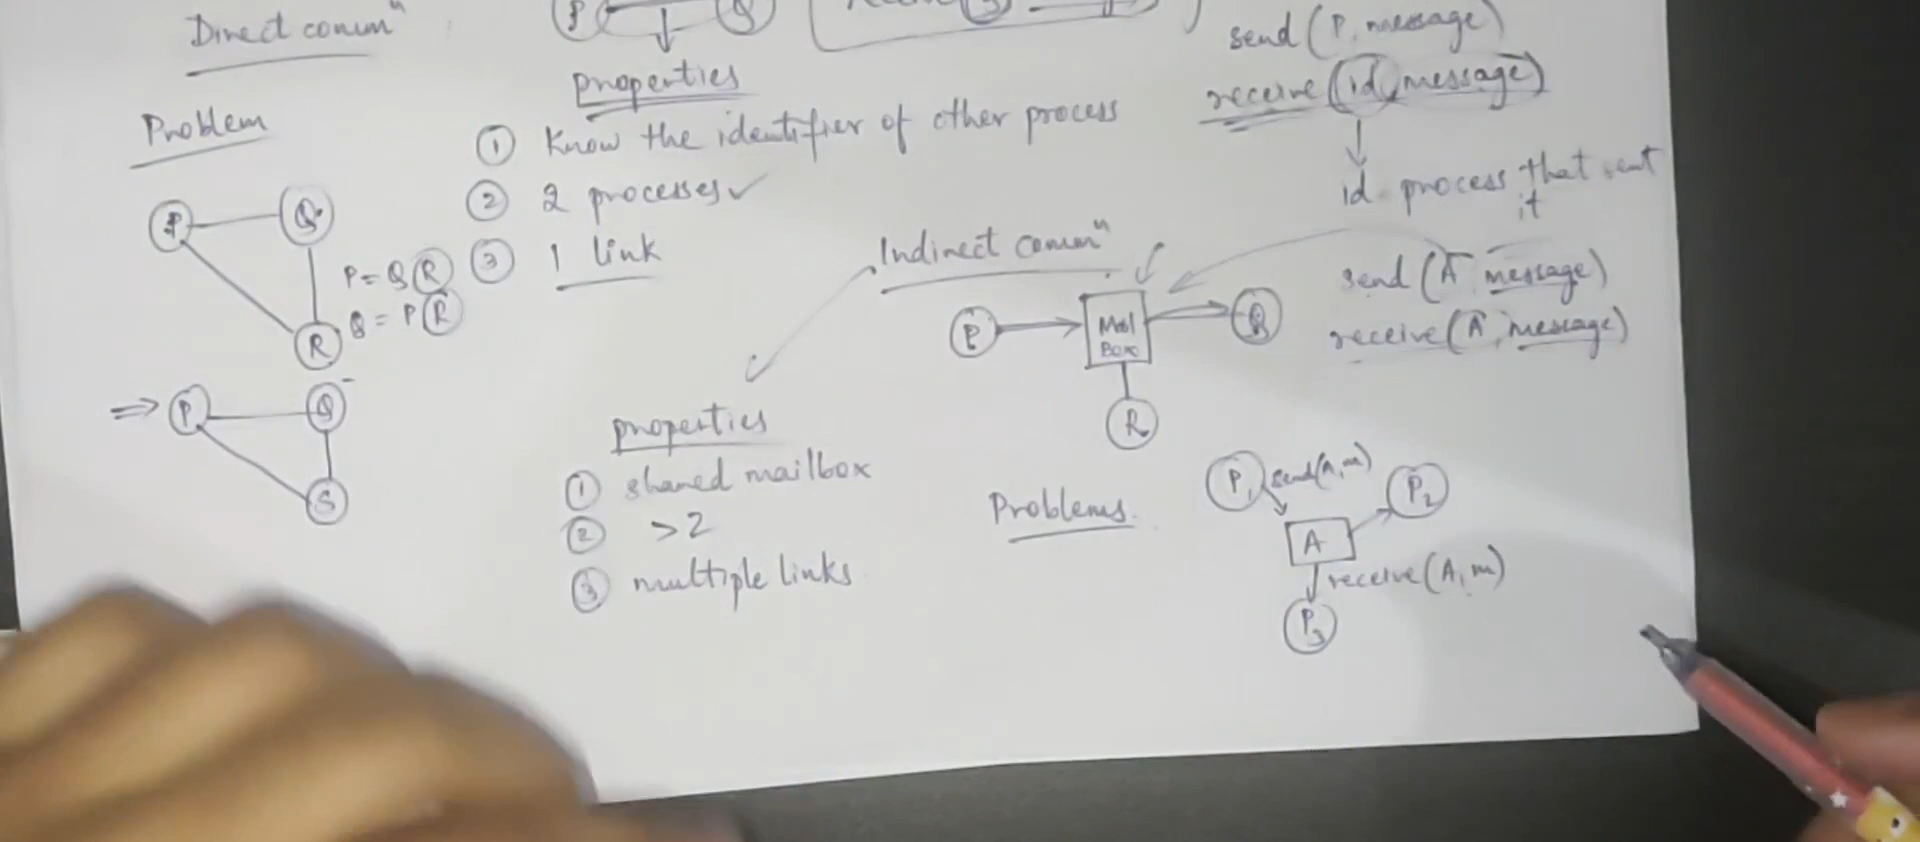 Direct commⁿ
P
Q
send (P, message)
receive (id, message)
id process that sent it
properties
① Know the identifier of other process
② 2 processes ✓
③ 1 link
Problem
P
Q
R
P = Q R
Q = P R
⇒ P
Q
S
Indirect commⁿ
P
Mail Box
Q
R
send (A, message)
receive (A, message)
properties
① shared mailbox
② >2
③ multiple links
Problems
P1
send(A,m)
P2
A
receive (A,m)
P3